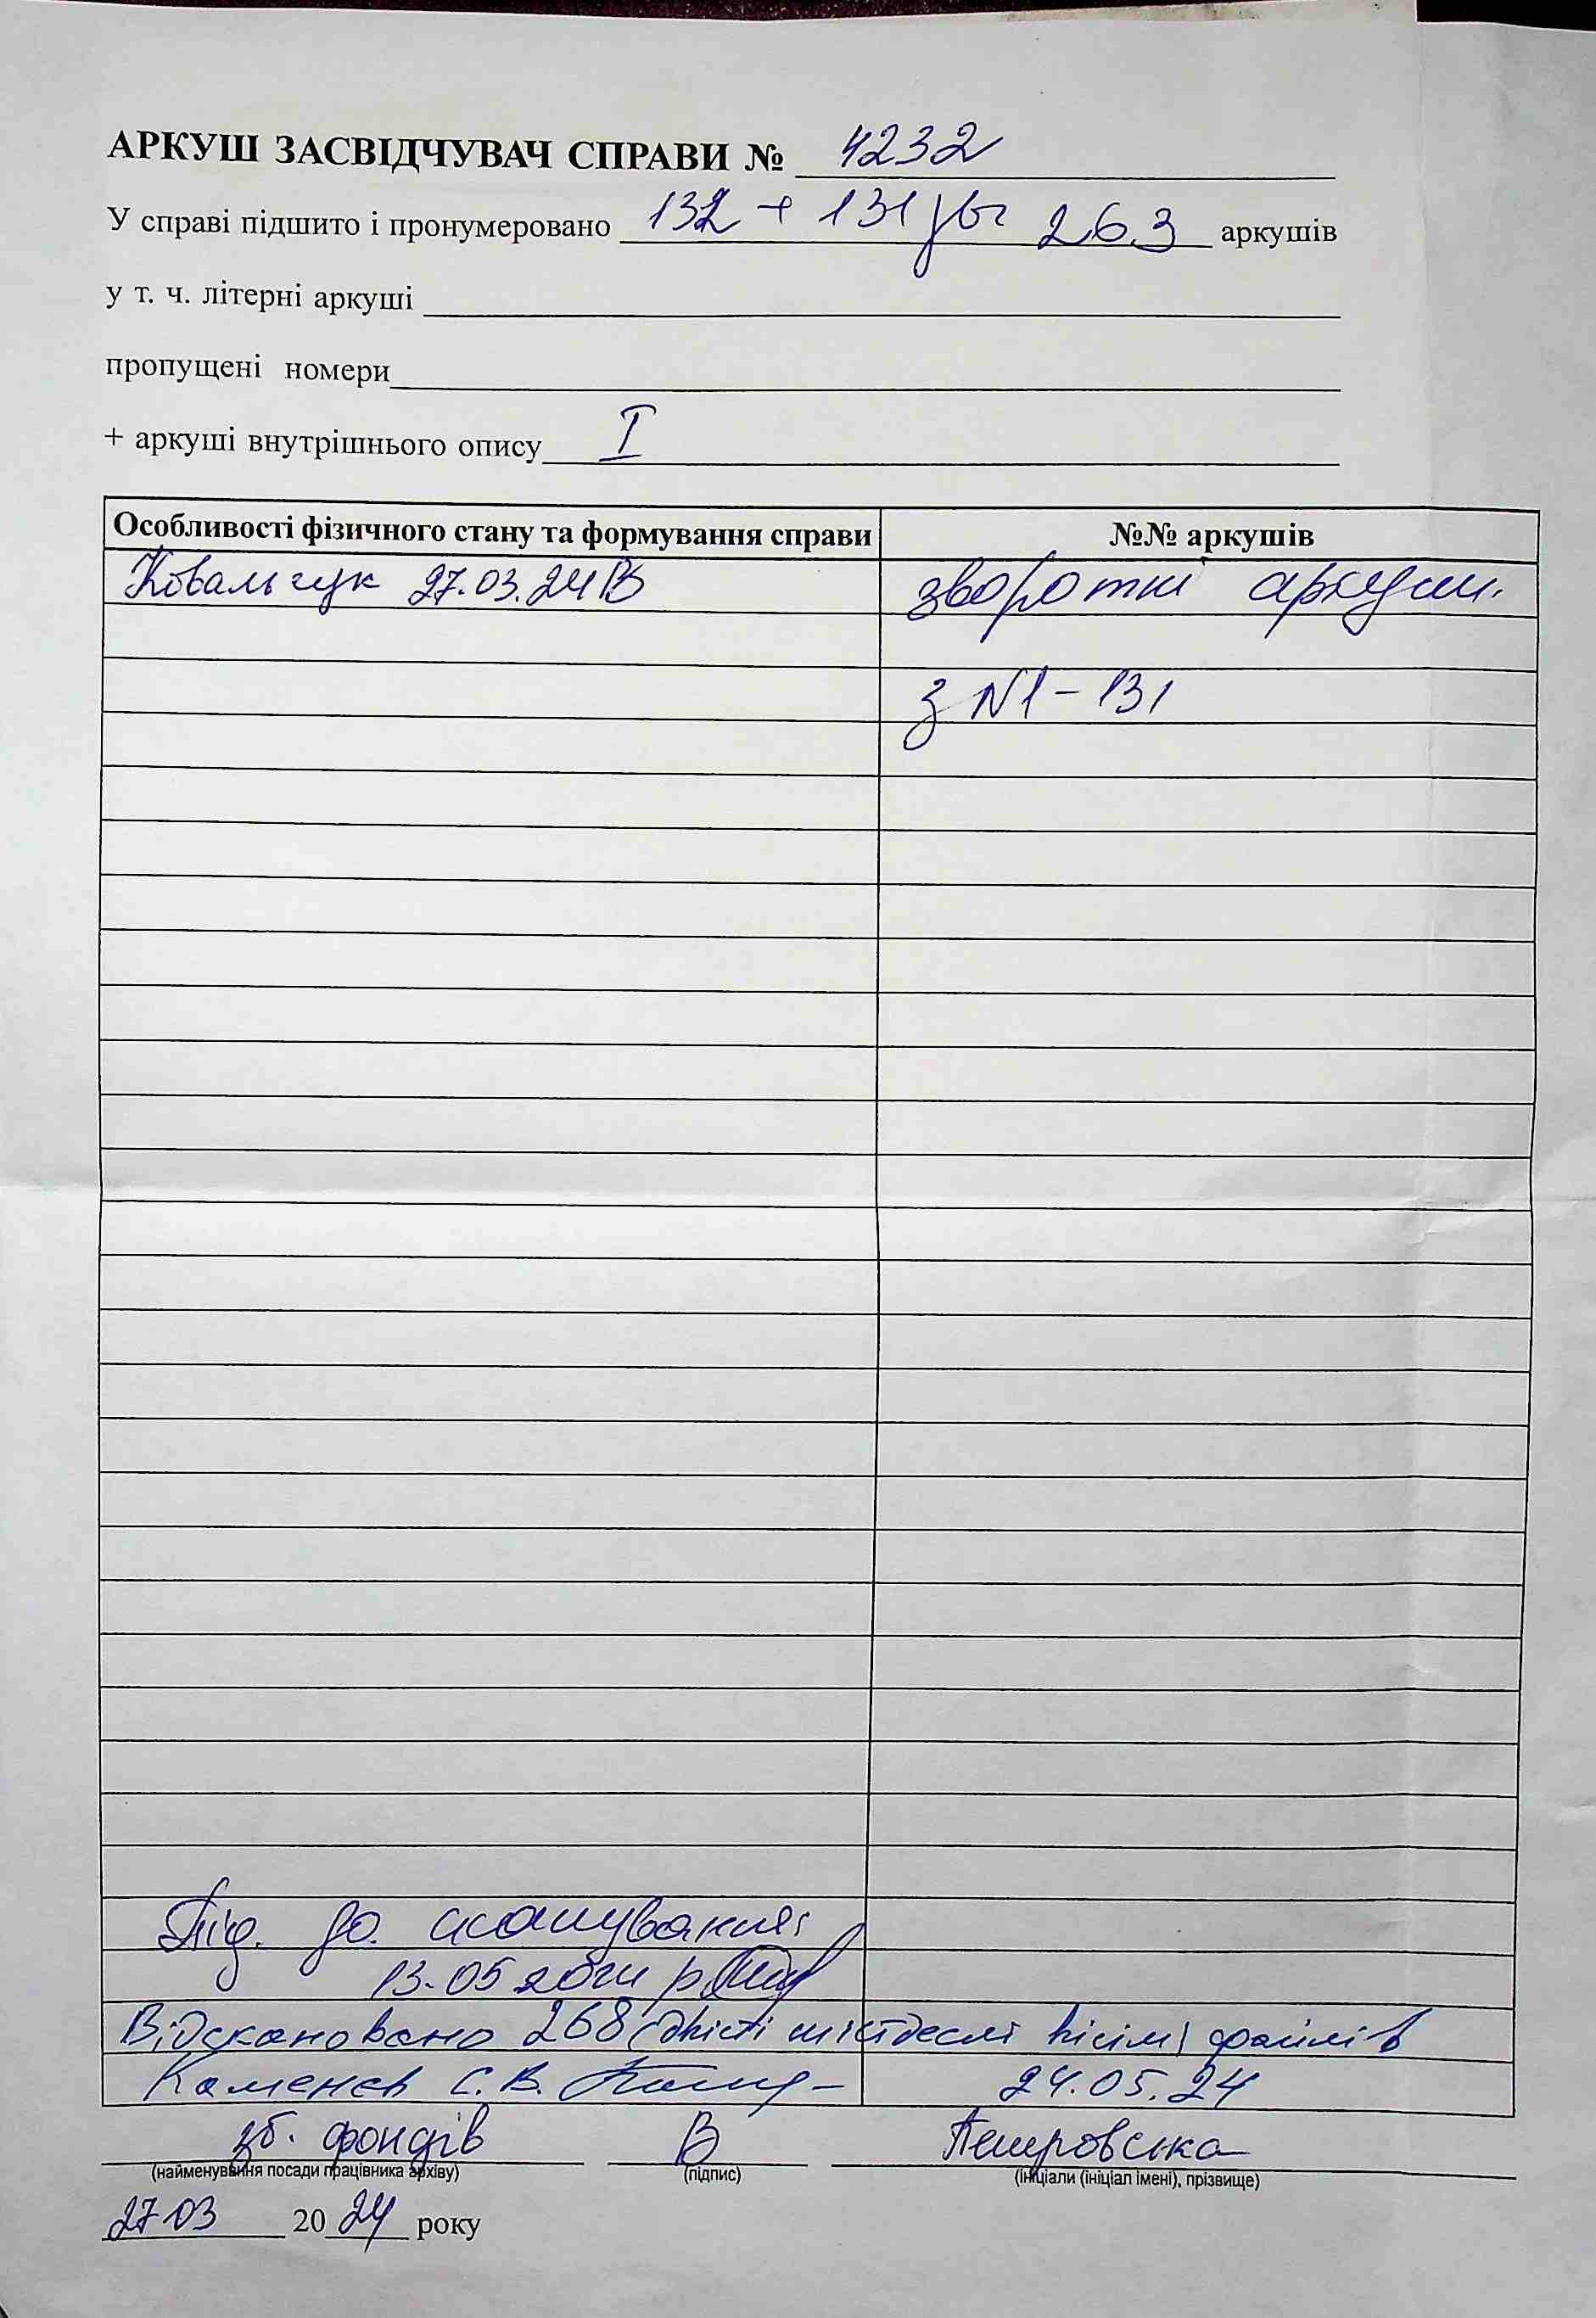 АРКУШ ЗАСВІДЧУВАЧ СПРАВИ № 4232
У справі підшито і пронумеровано 132 + 131 зв. 263 аркушів
у т. ч. літерні аркуші
пропущені номери
+ аркуші внутрішнього опису I
Особливості фізичного стану та формування справи №№ аркушів
Ковальчук 27.03.24 В зворотні аркуши.
з N1 - 131
Під. до сканування
13.05 2024 р
Відскановано 268 (двісті шістдесят вісім) файлів
Каменев С.В. 24.05.24
зб. фондів В Петровська
(найменування посади працівника архіву) (підпис) (ініціали (ініціал імені), прізвище)
27.03 2024 року